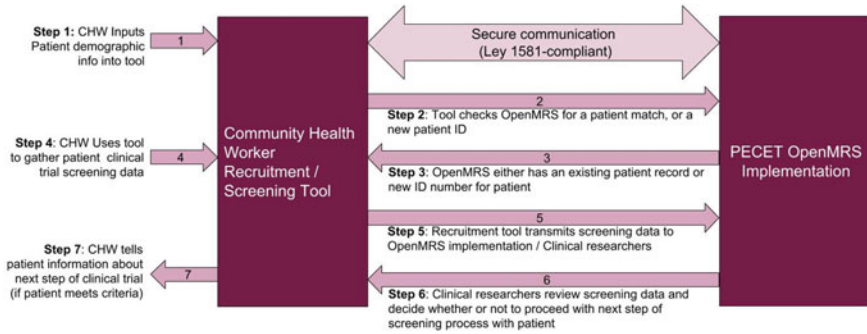 Step 1: CHW Inputs
Patient demographic
info into tool
1
Secure communication
(Ley 1581-compliant)
2
Step 2: Tool checks OpenMRS for a patient match, or a
new patient ID
Step 4: CHW Uses tool
to gather patient clinical
trial screening data
4
Community Health
Worker
Recruitment /
Screening Tool
3
Step 3: OpenMRS either has an existing patient record or
new ID number for patient
PECET OpenMRS
Implementation
5
Step 5: Recruitment tool transmits screening data to
OpenMRS implementation / Clinical researchers
Step 7: CHW tells
patient information about
next step of clinical trial
(if patient meets criteria)
7
6
Step 6: Clinical researchers review screening data and
decide whether or not to proceed with next step of
screening process with patient